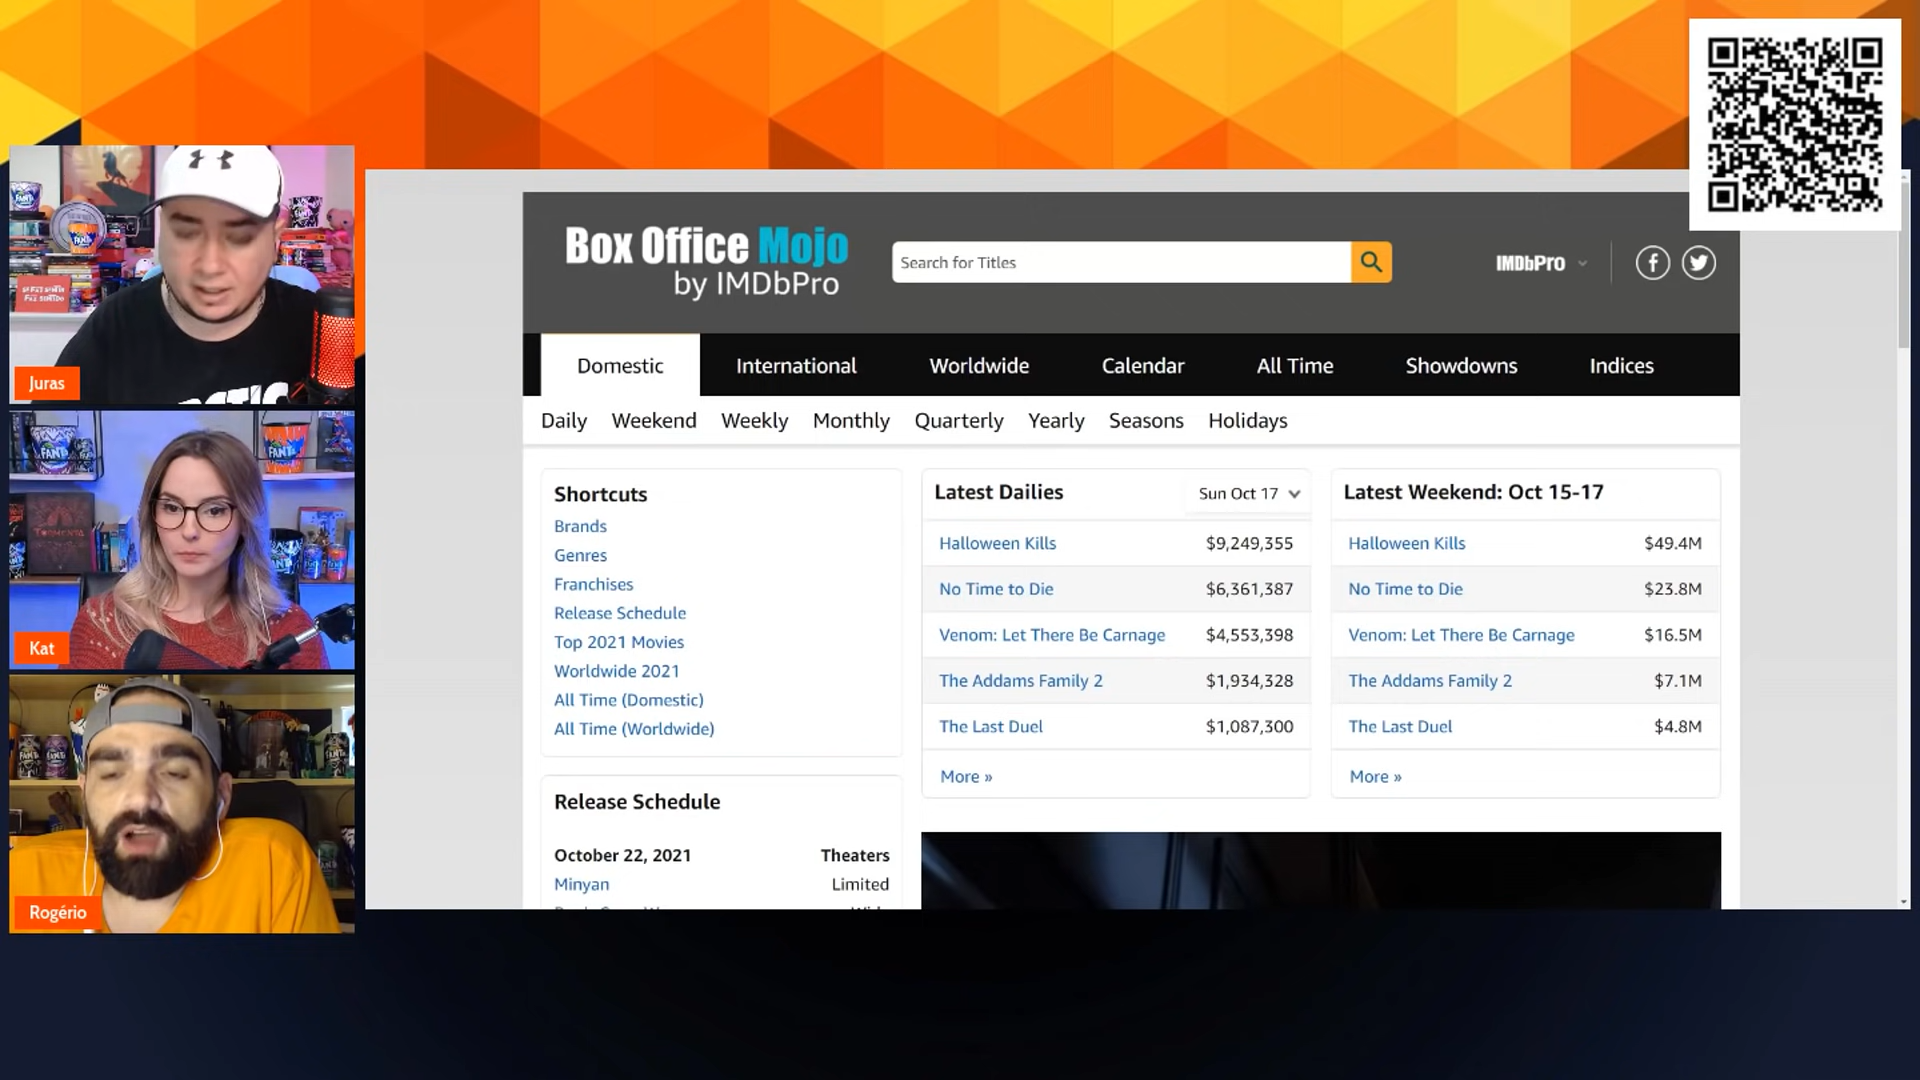 Juras
FANTA
TORMENTA
Kat
Rogério
Box Office Mojo
by IMDbPro
Search for Titles
IMDbPro
Domestic
International
Worldwide
Calendar
All Time
Showdowns
Indices
Daily
Weekend
Weekly
Monthly
Quarterly
Yearly
Seasons
Holidays
Shortcuts
Brands
Genres
Franchises
Release Schedule
Top 2021 Movies
Worldwide 2021
All Time (Domestic)
All Time (Worldwide)
Release Schedule
October 22, 2021 Theaters
Minyan Limited
Latest Dailies Sun Oct 17
Halloween Kills $9,249,355
No Time to Die $6,361,387
Venom: Let There Be Carnage $4,553,398
The Addams Family 2 $1,934,328
The Last Duel $1,087,300
More »
Latest Weekend: Oct 15-17
Halloween Kills $49.4M
No Time to Die $23.8M
Venom: Let There Be Carnage $16.5M
The Addams Family 2 $7.1M
The Last Duel $4.8M
More »